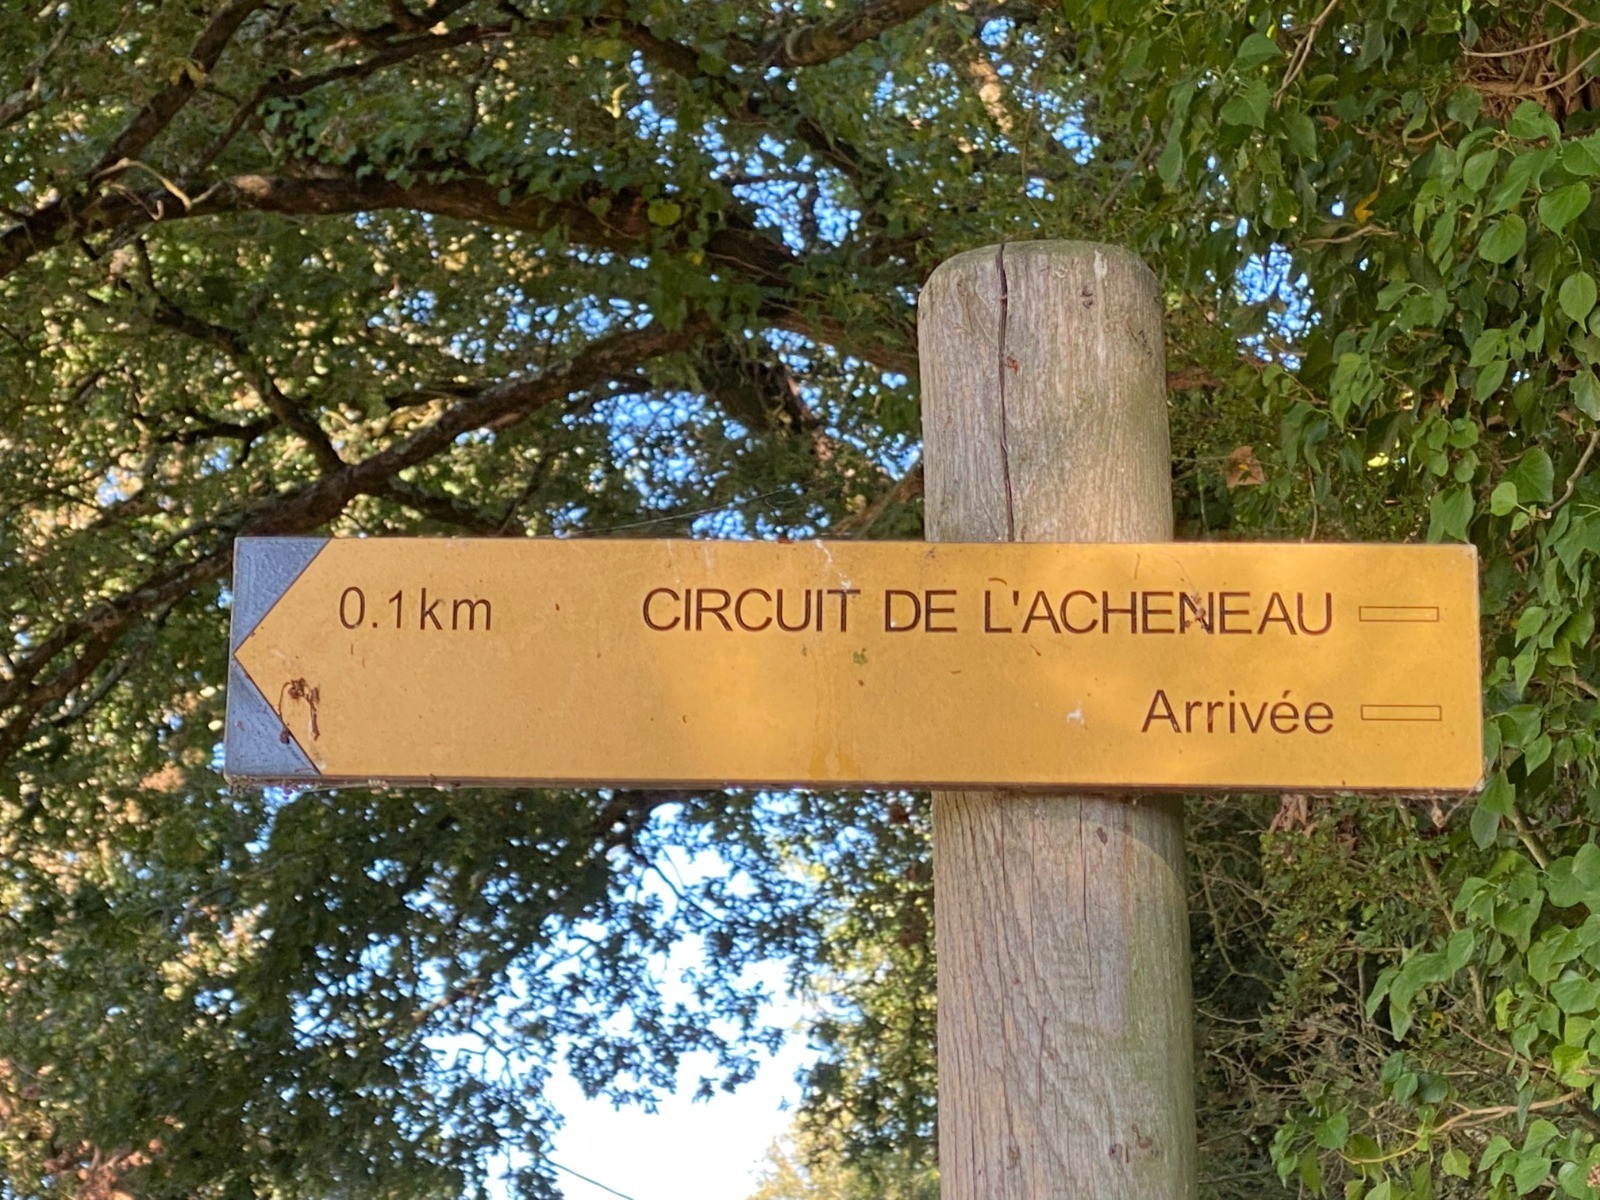 0.1km CIRCUIT DE L'ACHENEAU
Arrivée